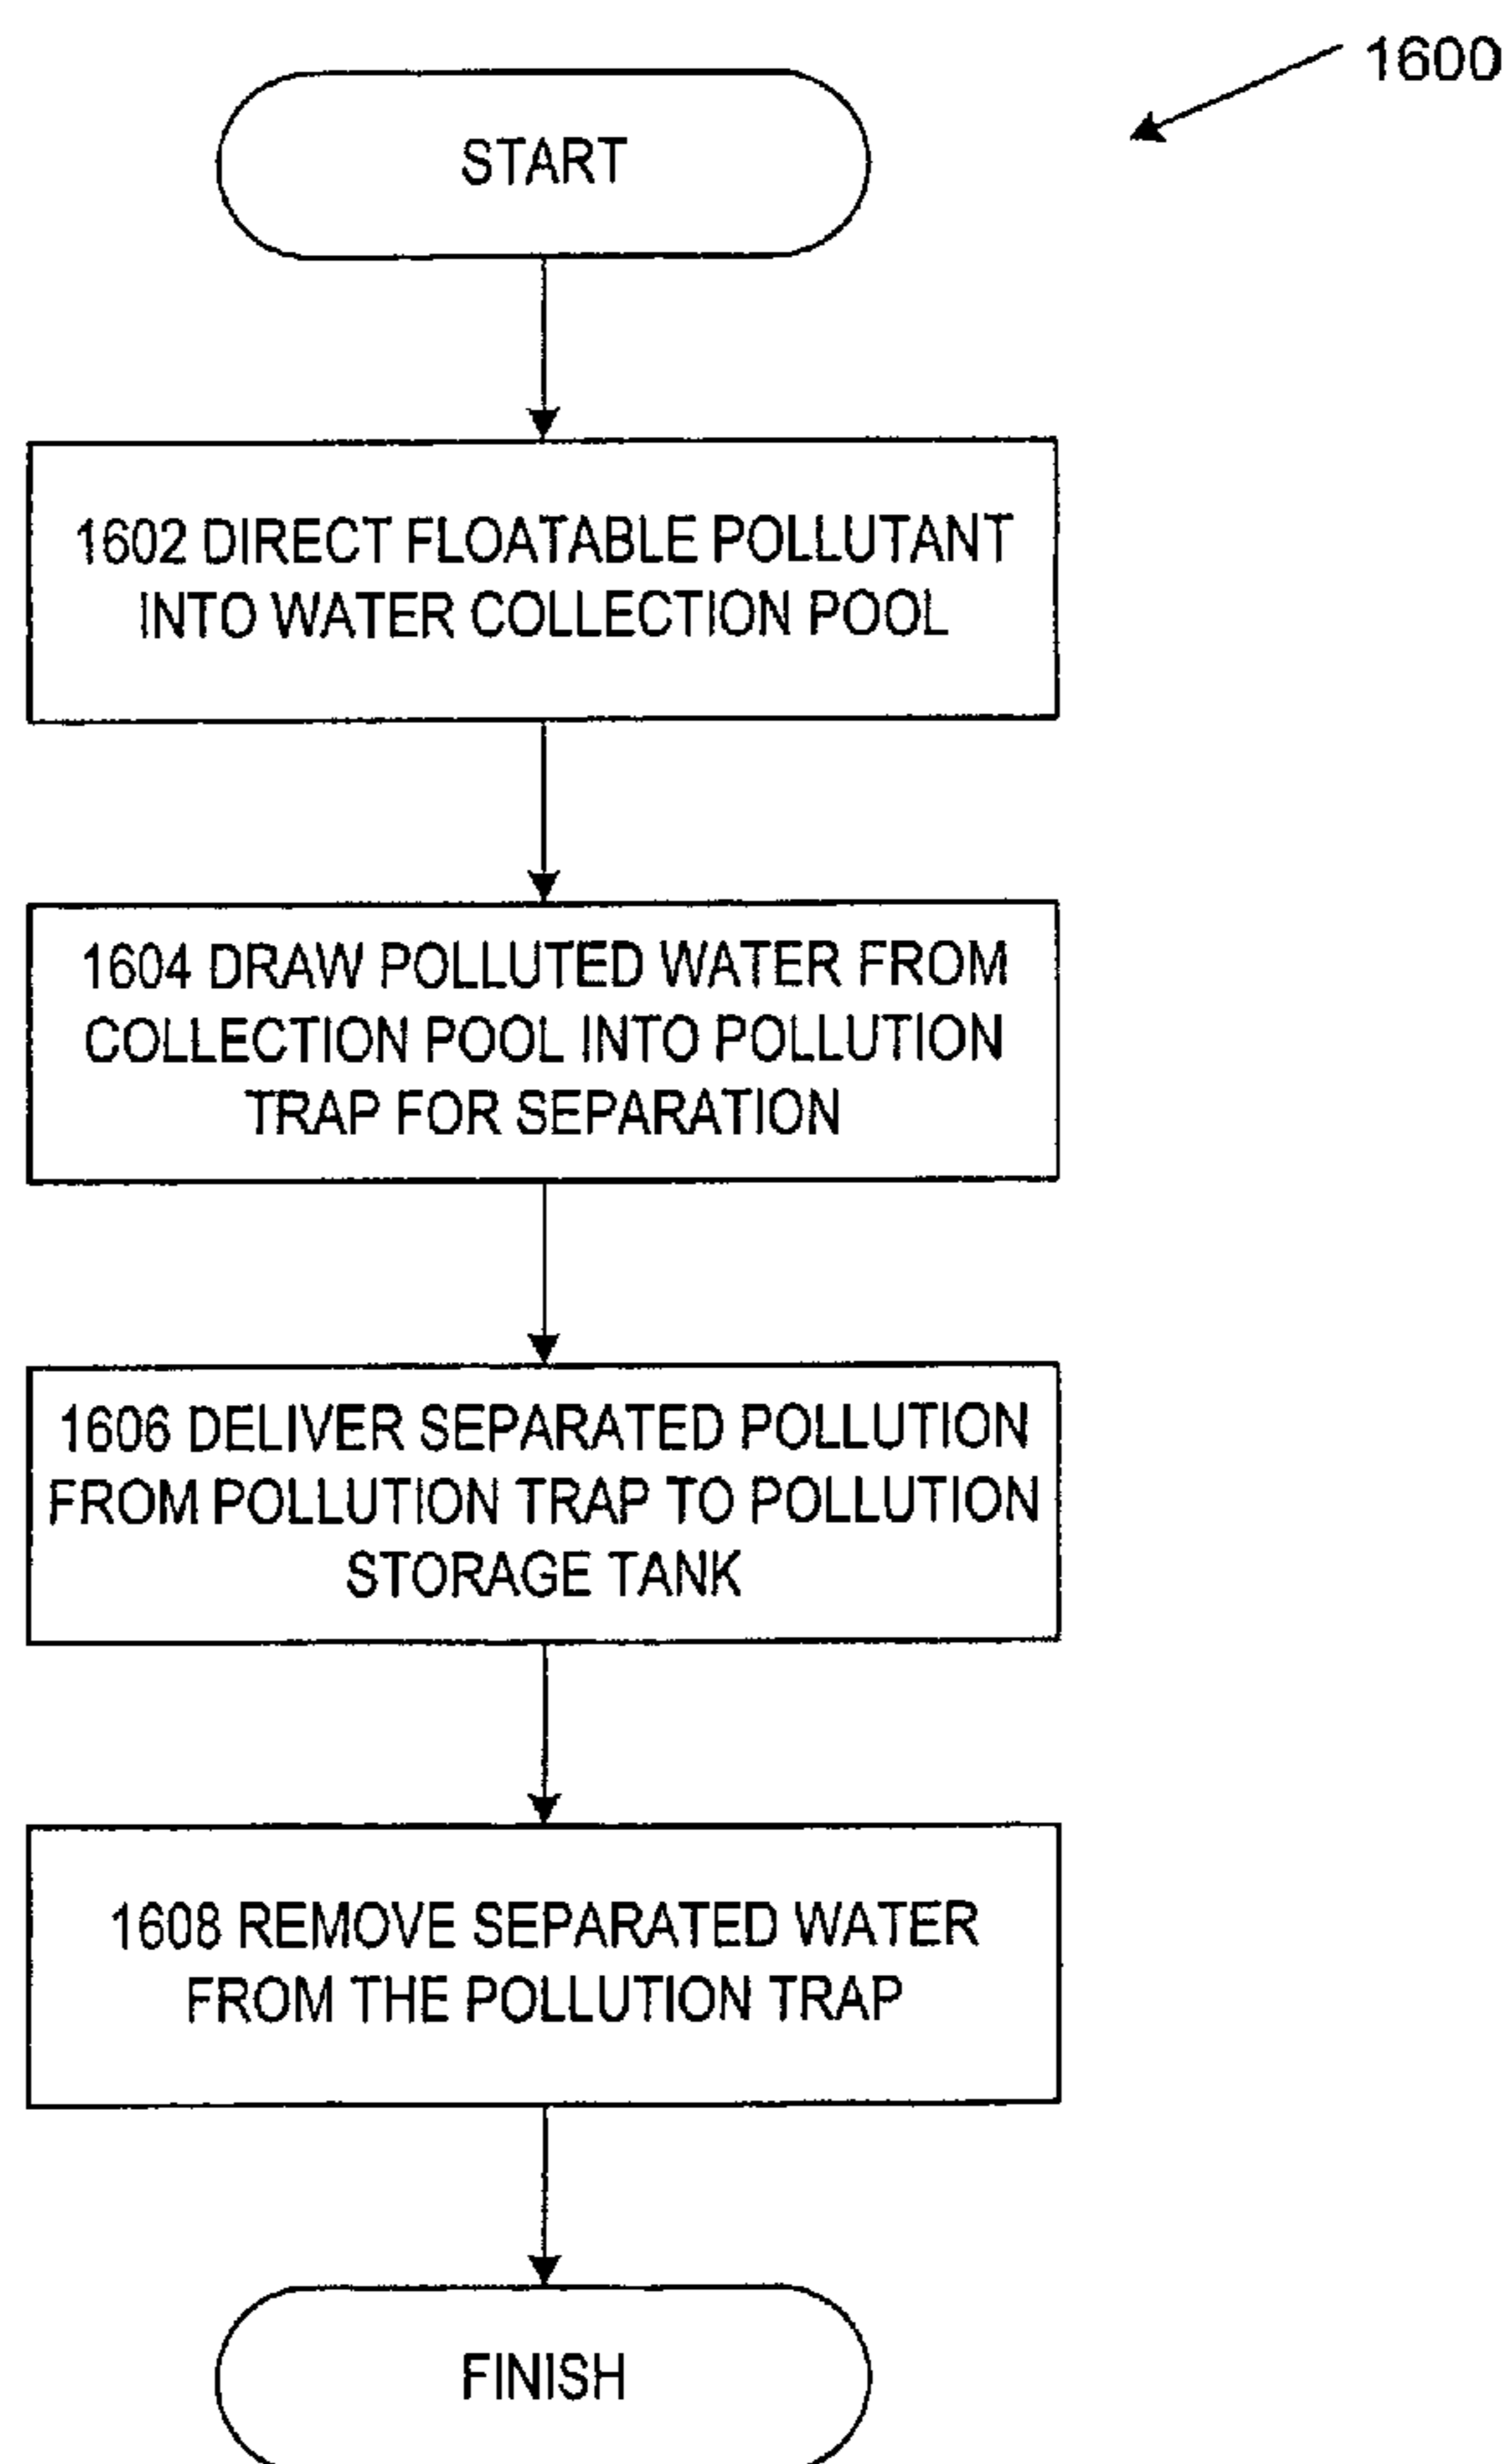 1600
START
1602 DIRECT FLOATABLE POLLUTANT
INTO WATER COLLECTION POOL
1604 DRAW POLLUTED WATER FROM
COLLECTION POOL INTO POLLUTION
TRAP FOR SEPARATION
1606 DELIVER SEPARATED POLLUTION
FROM POLLUTION TRAP TO POLLUTION
STORAGE TANK
1608 REMOVE SEPARATED WATER
FROM THE POLLUTION TRAP
FINISH